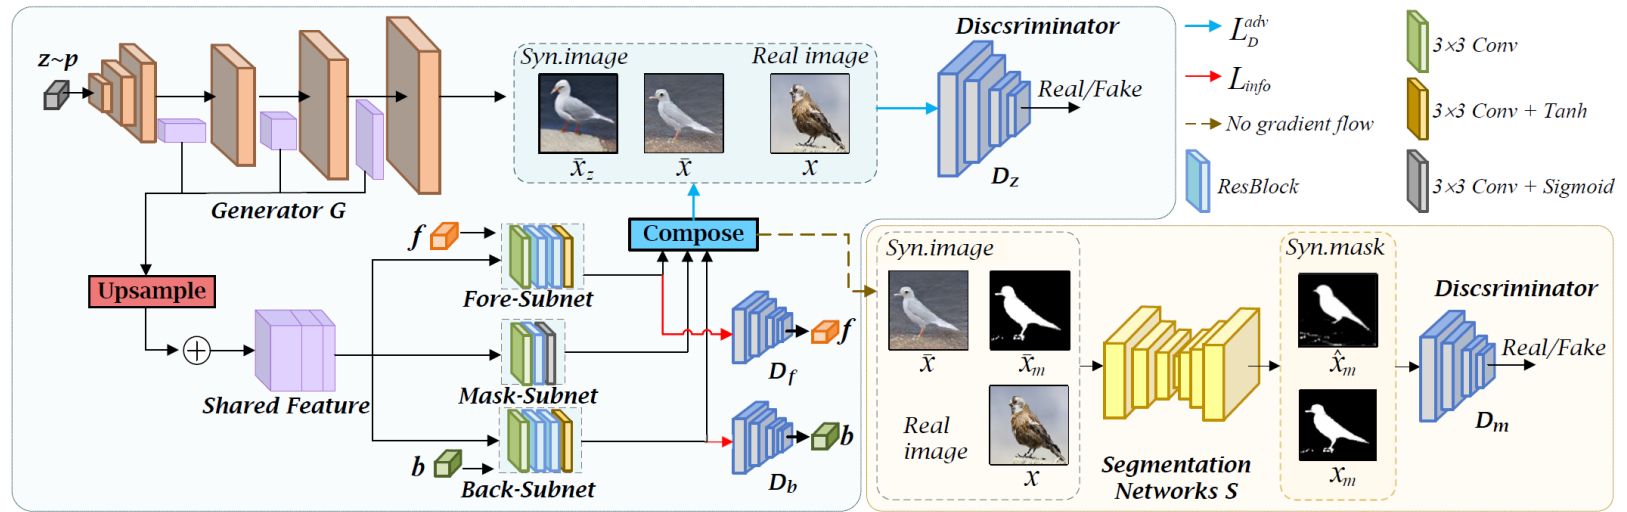 z~p
Generator G
Upsample
Shared Feature
f
Fore-Subnet
Mask-Subnet
b
Back-Subnet
Syn.image
Real image
x̄_z
x̄
x
Compose
Discsriminator
D_z
Real/Fake
D_f
f
D_b
b
L_D^adv
L_info
No gradient flow
ResBlock
3×3 Conv
3×3 Conv + Tanh
3×3 Conv + Sigmoid
Syn.image
x̄
x̄_m
Real
image
x
Segmentation
Networks S
Syn.mask
x̂_m
x_m
Discsriminator
D_m
Real/Fake